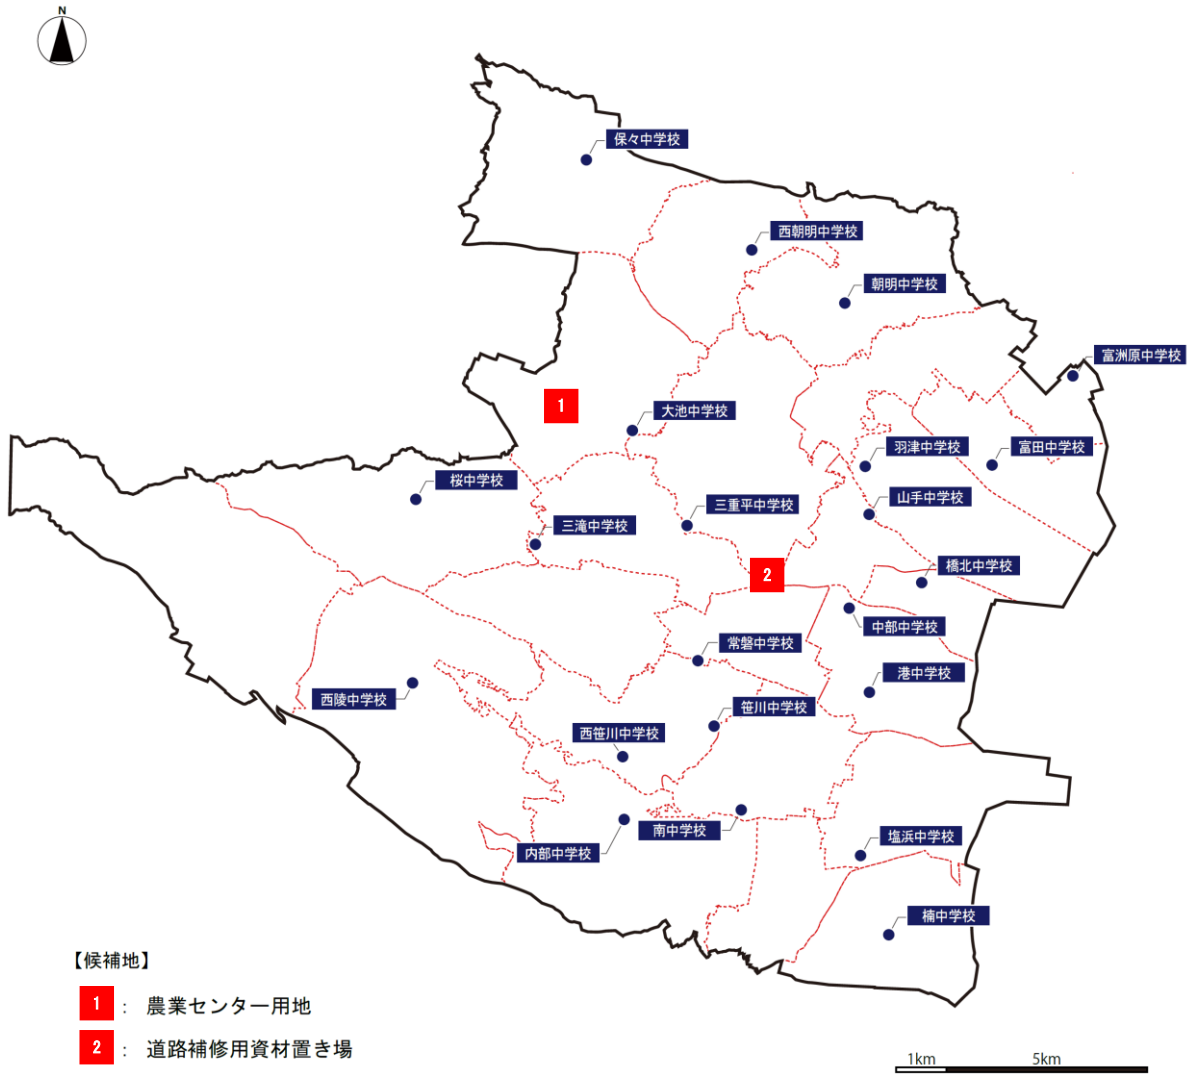 N
保々中学校
西朝明中学校
朝明中学校
富洲原中学校
1
大池中学校
羽津中学校
富田中学校
桜中学校
山手中学校
三重平中学校
三滝中学校
橋北中学校
2
中部中学校
常磐中学校
港中学校
西陵中学校
笹川中学校
西笹川中学校
南中学校
塩浜中学校
内部中学校
楠中学校
【候補地】
1 : 農業センター用地
2 : 道路補修用資材置き場
1km 5km